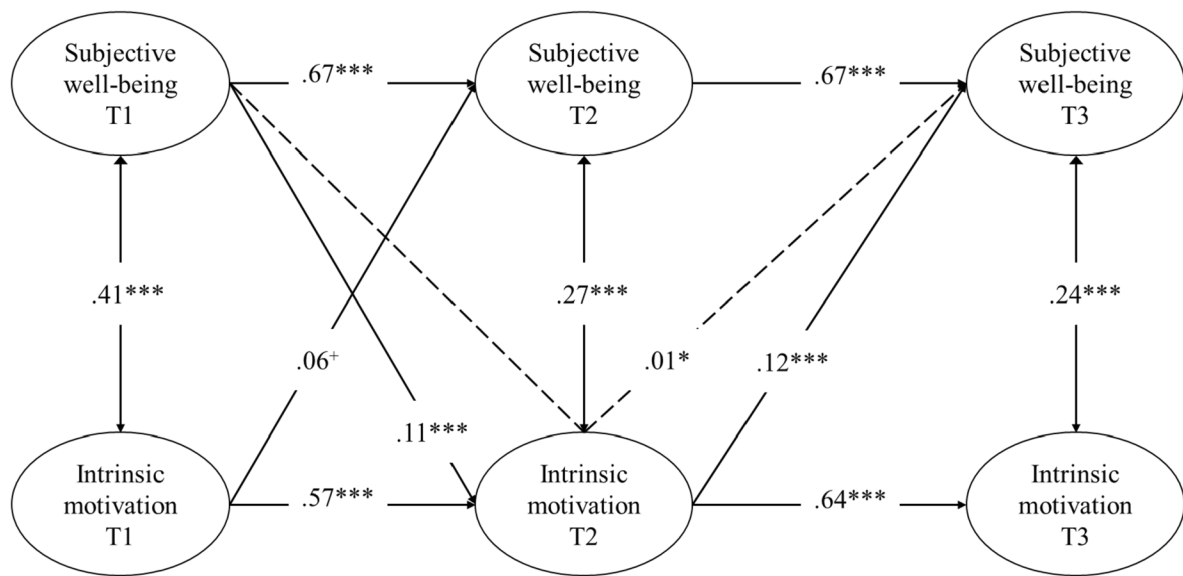 Subjective
well-being
T1
Subjective
well-being
T2
Subjective
well-being
T3
.67***
.67***
.41***
.27***
.24***
.06+
.01*
.12***
.11***
Intrinsic
motivation
T1
.57***
Intrinsic
motivation
T2
.64***
Intrinsic
motivation
T3